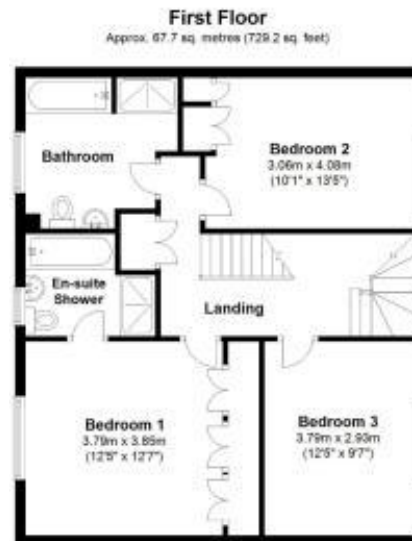 First Floor
Approx. 67.7 sq. metres (729.2 sq. feet)
Bathroom
Bedroom 2
3.06m x 4.08m
(10'1" x 13'5")
En-suite
Shower
Landing
Bedroom 1
3.79m x 3.85m
(12'5" x 12'7")
Bedroom 3
3.79m x 2.93m
(12'5" x 9'7")